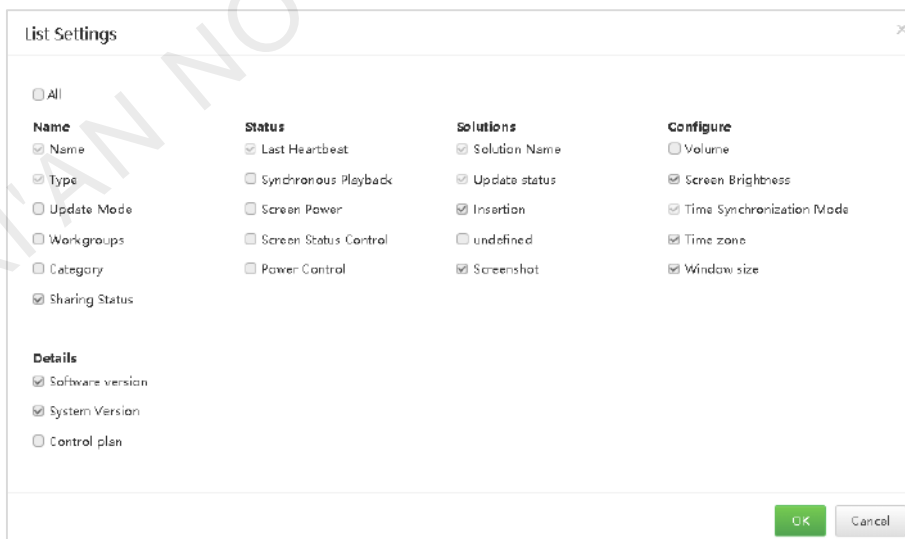 List Settings
All
Name
Name
Type
Update Mode
Workgroups
Category
Sharing Status
Status
Last Heartbeat
Synchronous Playback
Screen Power
Screen Status Control
Power Control
Solutions
Solution Name
Update status
Insertion
undefined
Screenshot
Configure
Volume
Screen Brightness
Time Synchronization Mode
Time zone
Window size
Details
Software version
System Version
Control plan
OK
Cancel